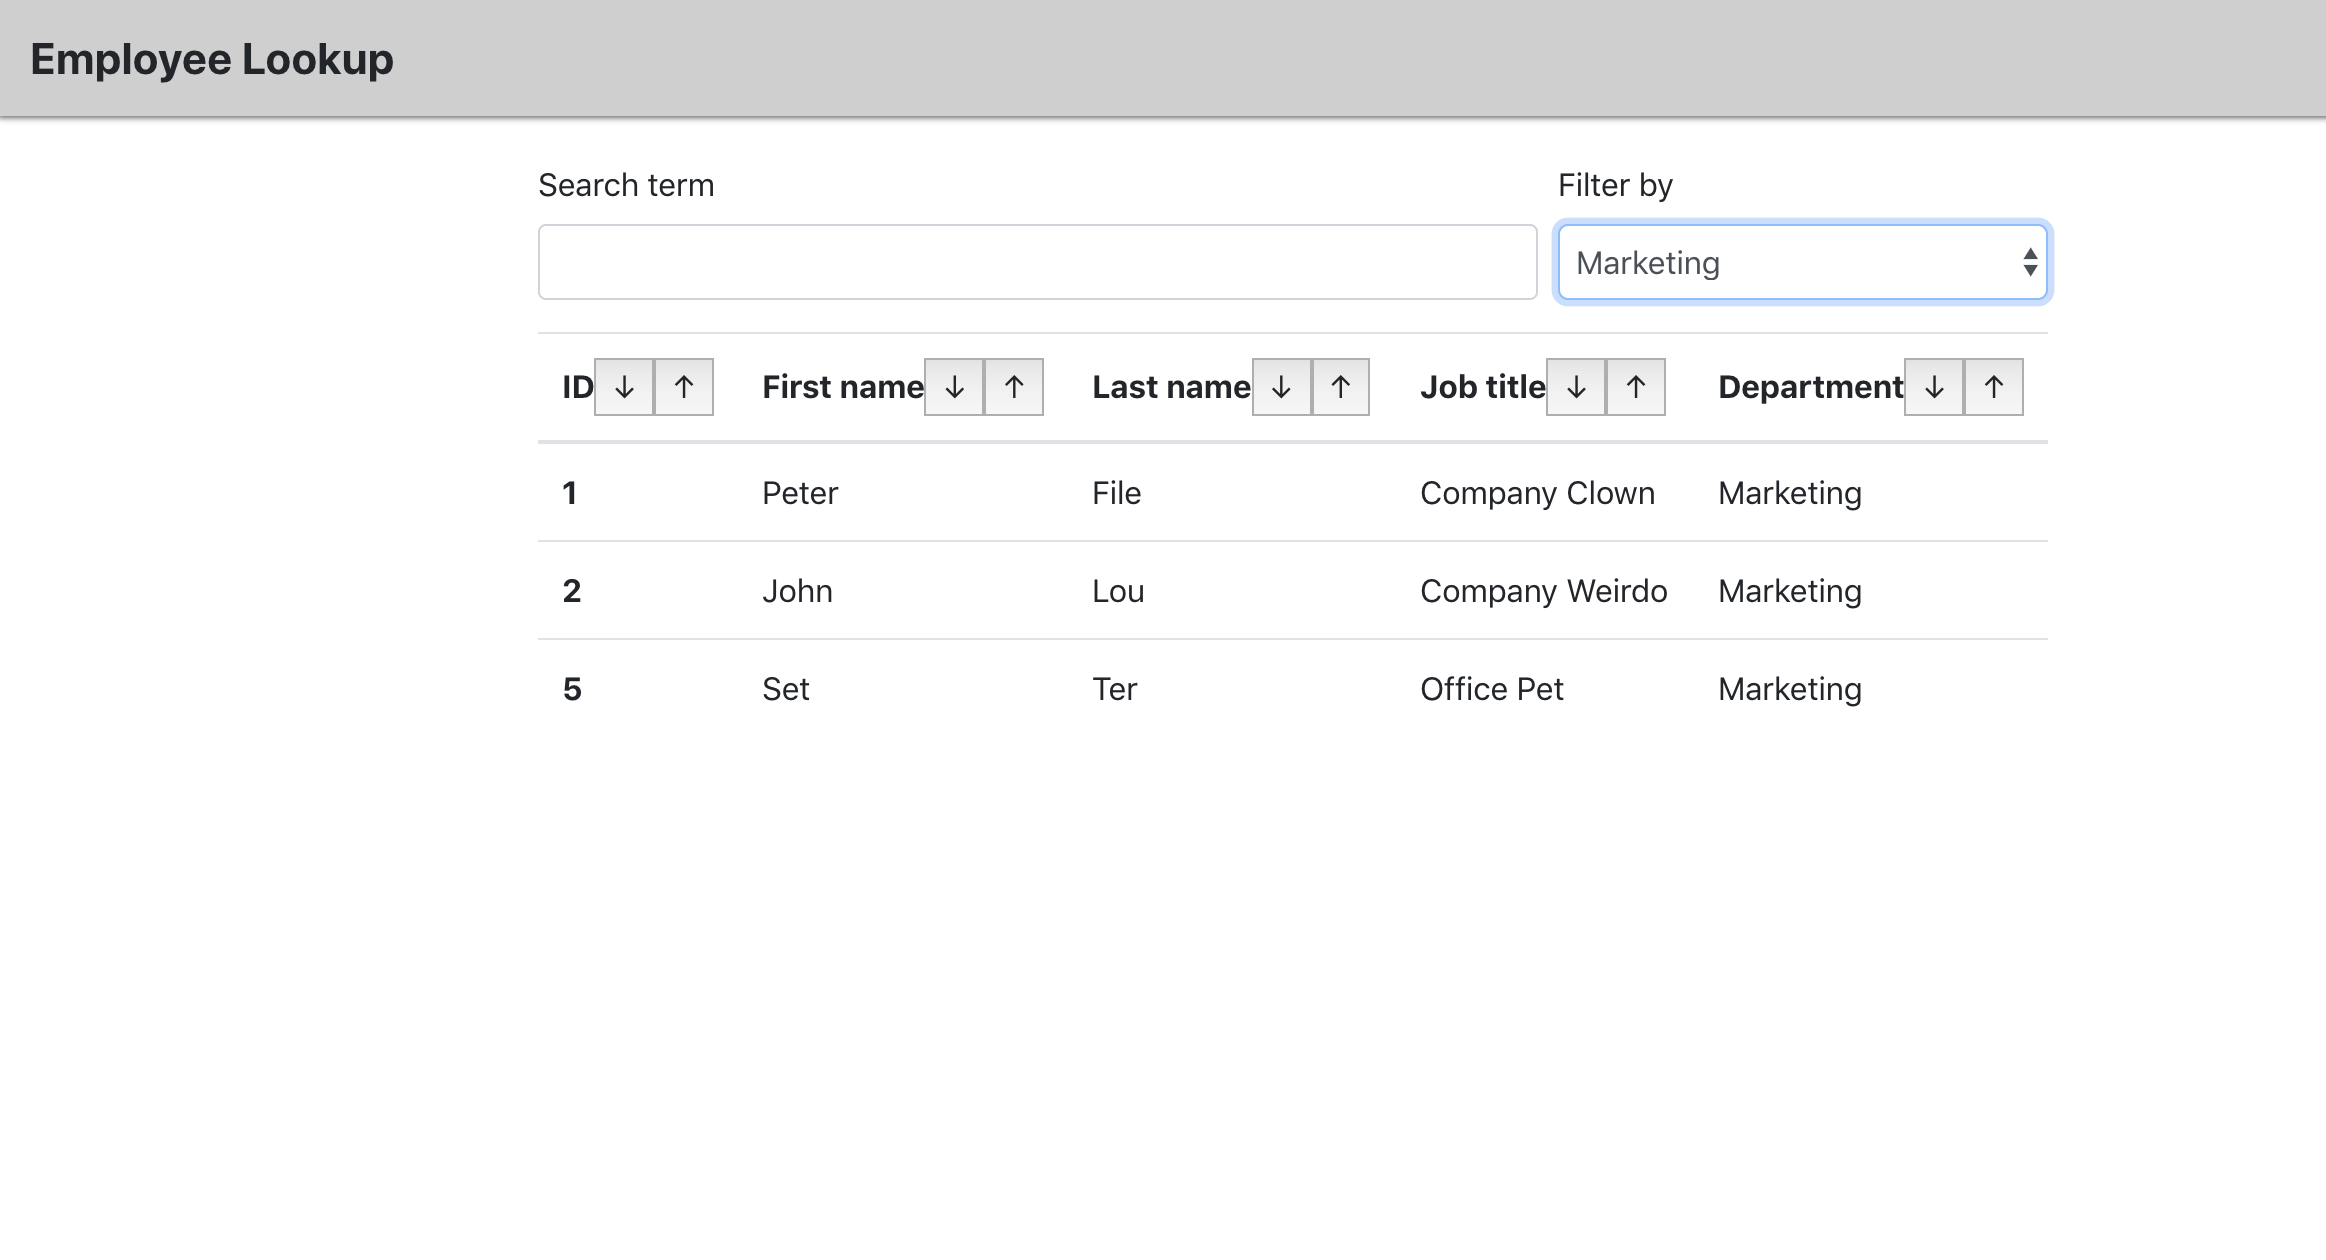 Employee Lookup
Search term Filter by
Marketing
ID ↓ ↑ First name ↓ ↑ Last name ↓ ↑ Job title ↓ ↑ Department ↓ ↑
1 Peter File Company Clown Marketing
2 John Lou Company Weirdo Marketing
5 Set Ter Office Pet Marketing